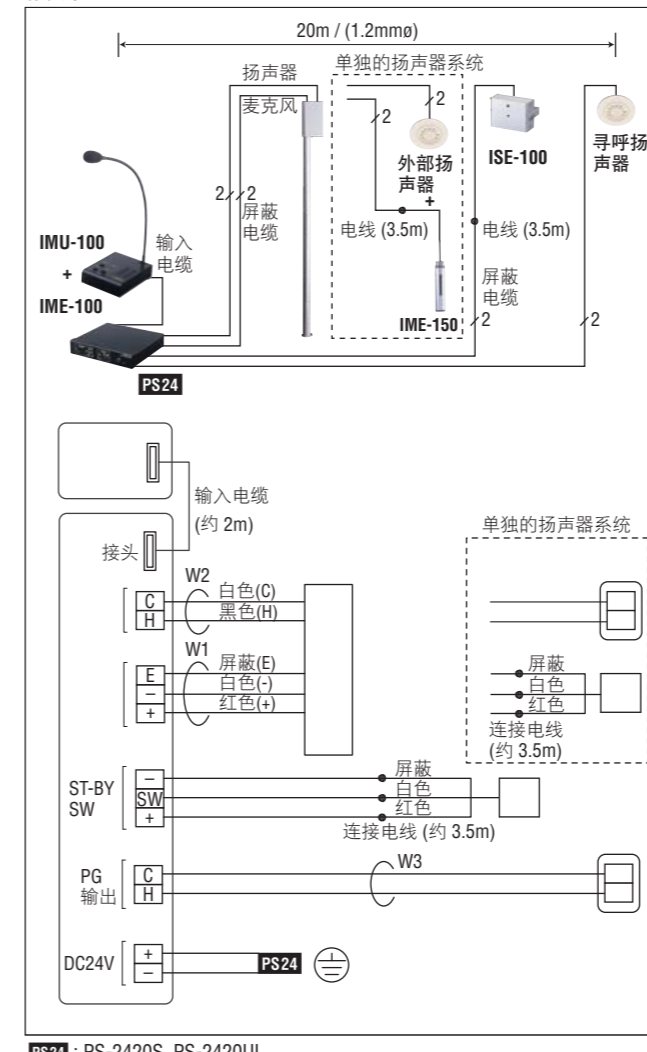 20m / (1.2mmø)
扬声器
麦克风
单独的扬声器系统
2
2
外部扬
声器
+
ISE-100
寻呼扬
声器
2
2
屏蔽
电缆
电线 (3.5m)
电线 (3.5m)
IMU-100
+
IME-100
输入
电缆
屏蔽
电缆
IME-150
2
2
PS24
输入电缆
(约 2m)
接头
单独的扬声器系统
W2
C
H
白色(C)
黑色(H)
W1
E
–
+
屏蔽(E)
白色(-)
红色(+)
屏蔽
白色
红色
连接电线
(约 3.5m)
ST-BY
SW
–
SW
+
屏蔽
白色
红色
连接电线 (约 3.5m)
PG
输出
C
H
W3
DC24V
+
–
PS24
PS24 : PS-2420S, PS-2420UL